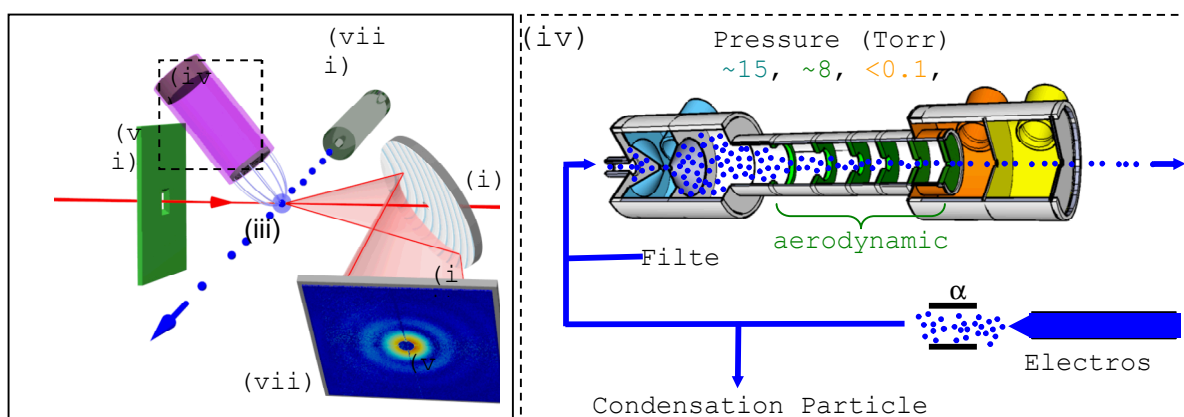 (vii
i)
(iv
(v
i)
(i)
(iii)
(i
(v
(vii)
(iv)
Pressure (Torr)
~15, ~8, <0.1,
aerodynamic
Filte
α
Electros
Condensation Particle